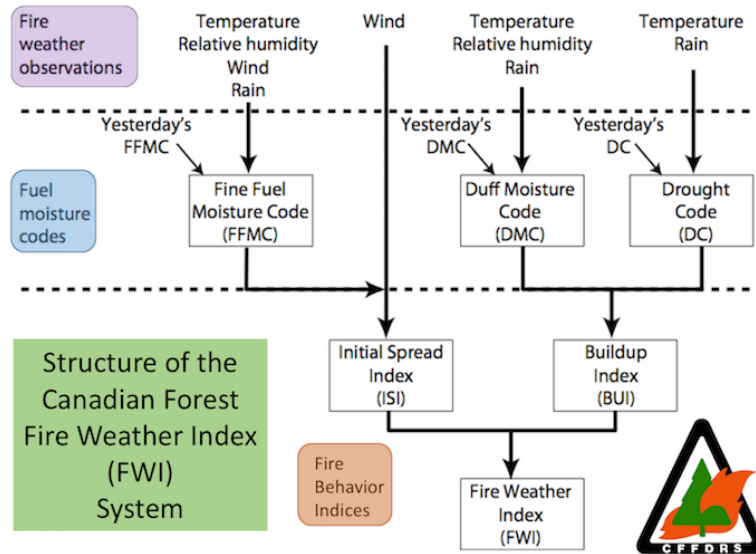 Fire
weather
observations
Temperature
Relative humidity
Wind
Rain
Wind
Temperature
Relative humidity
Rain
Temperature
Rain
Yesterday's
FFMC
Yesterday's
DMC
Yesterday's
DC
Fuel
moisture
codes
Fine Fuel
Moisture Code
(FFMC)
Duff Moisture
Code
(DMC)
Drought
Code
(DC)
Structure of the
Canadian Forest
Fire Weather Index
(FWI)
System
Initial Spread
Index
(ISI)
Buildup
Index
(BUI)
Fire
Behavior
Indices
Fire Weather
Index
(FWI)
CFFDRS